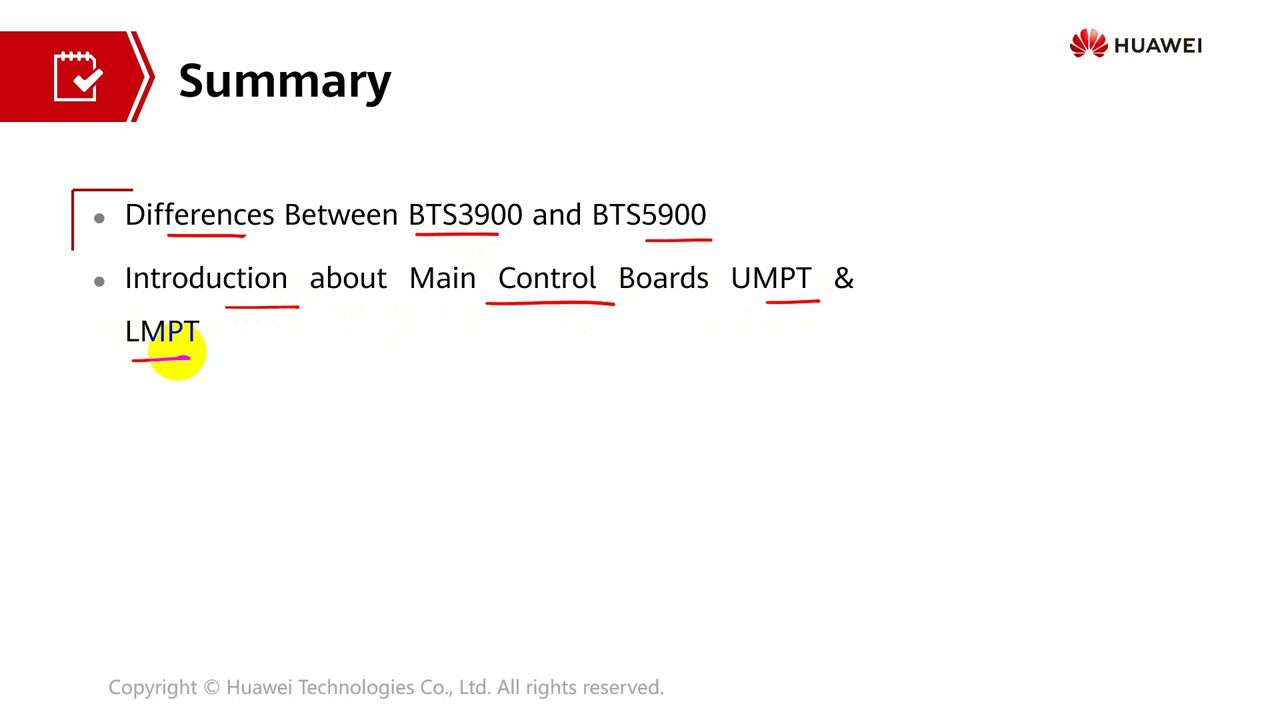 HUAWEI
Summary
Differences Between BTS3900 and BTS5900
Introduction about Main Control Boards UMPT &
LMPT
Copyright © Huawei Technologies Co., Ltd. All rights reserved.